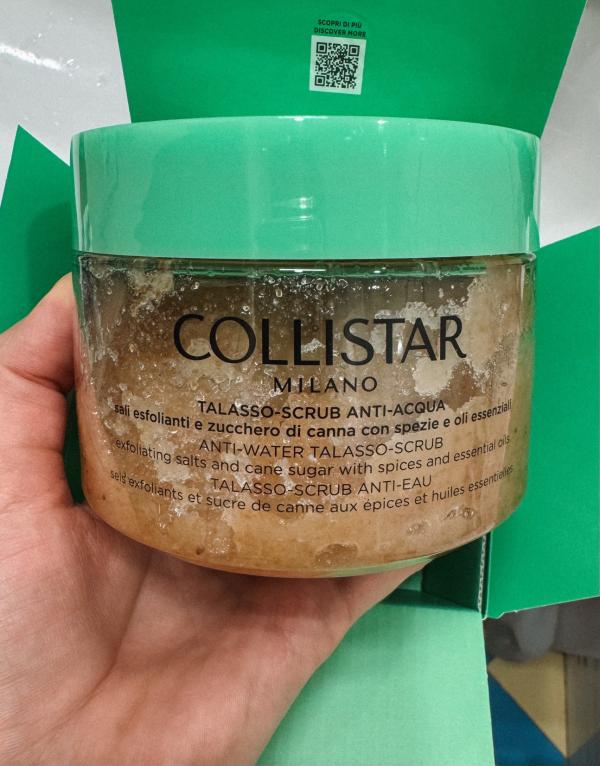 SCOPRI DI PIÙ
DISCOVER MORE
COLLISTAR
MILANO
TALASSO-SCRUB ANTI-ACQUA
sali esfolianti e zucchero di canna con spezie e oli essenziali
ANTI-WATER TALASSO-SCRUB
exfoliating salts and cane sugar with spices and essential oils
TALASSO-SCRUB ANTI-EAU
sels exfoliants et sucre de canne aux épices et huiles essentielles